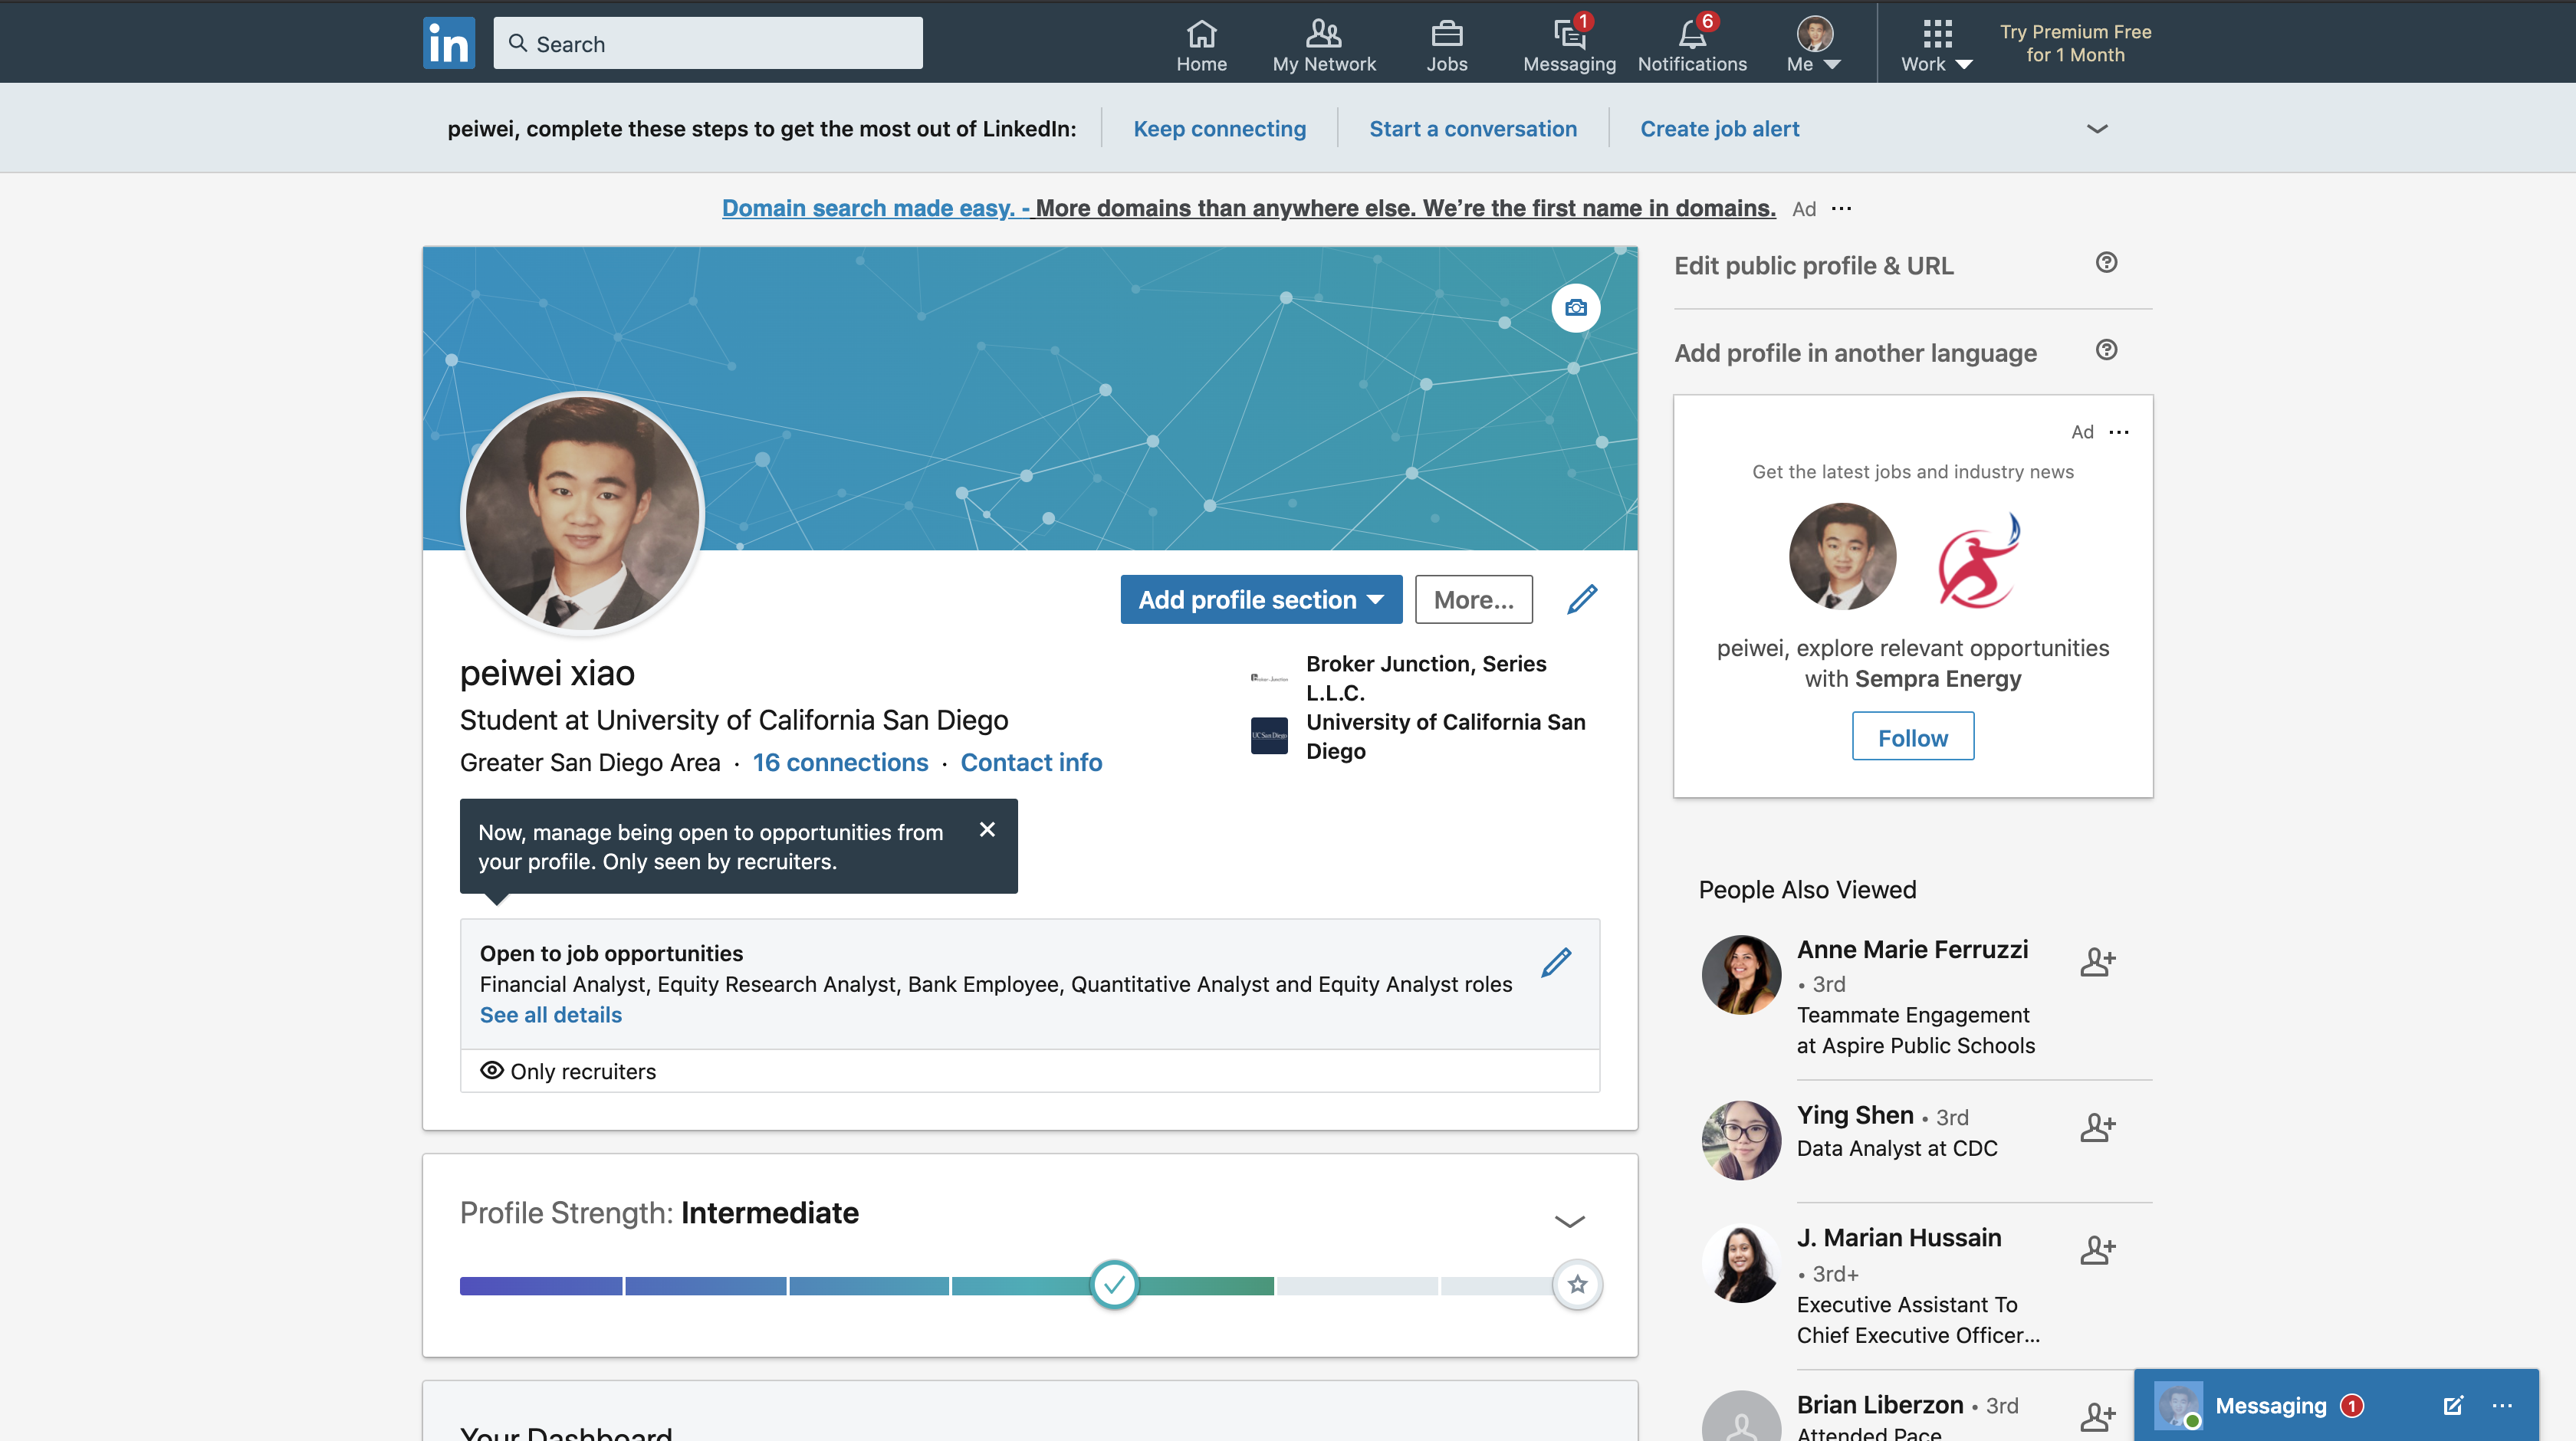 in
Search
Home
My Network
Jobs
1
Messaging
6
Notifications
Me
Work
Try Premium Free
for 1 Month
peiwei, complete these steps to get the most out of LinkedIn:
Keep connecting
Start a conversation
Create job alert
Domain search made easy. - More domains than anywhere else. We're the first name in domains. Ad ...
Edit public profile & URL
Add profile in another language
Ad ...
Get the latest jobs and industry news
peiwei, explore relevant opportunities
with Sempra Energy
Follow
Add profile section
More...
peiwei xiao
Student at University of California San Diego
Greater San Diego Area · 16 connections · Contact info
Broker Junction, Series
L.L.C.
UC San Diego
University of California San
Diego
Now, manage being open to opportunities from
your profile. Only seen by recruiters.
Open to job opportunities
Financial Analyst, Equity Research Analyst, Bank Employee, Quantitative Analyst and Equity Analyst roles
See all details
Only recruiters
Profile Strength: Intermediate
Your Dashboard
People Also Viewed
Anne Marie Ferruzzi
• 3rd
Teammate Engagement
at Aspire Public Schools
Ying Shen • 3rd
Data Analyst at CDC
J. Marian Hussain
• 3rd+
Executive Assistant To
Chief Executive Officer...
Brian Liberzon • 3rd
Attended Pace
Messaging 1 ...